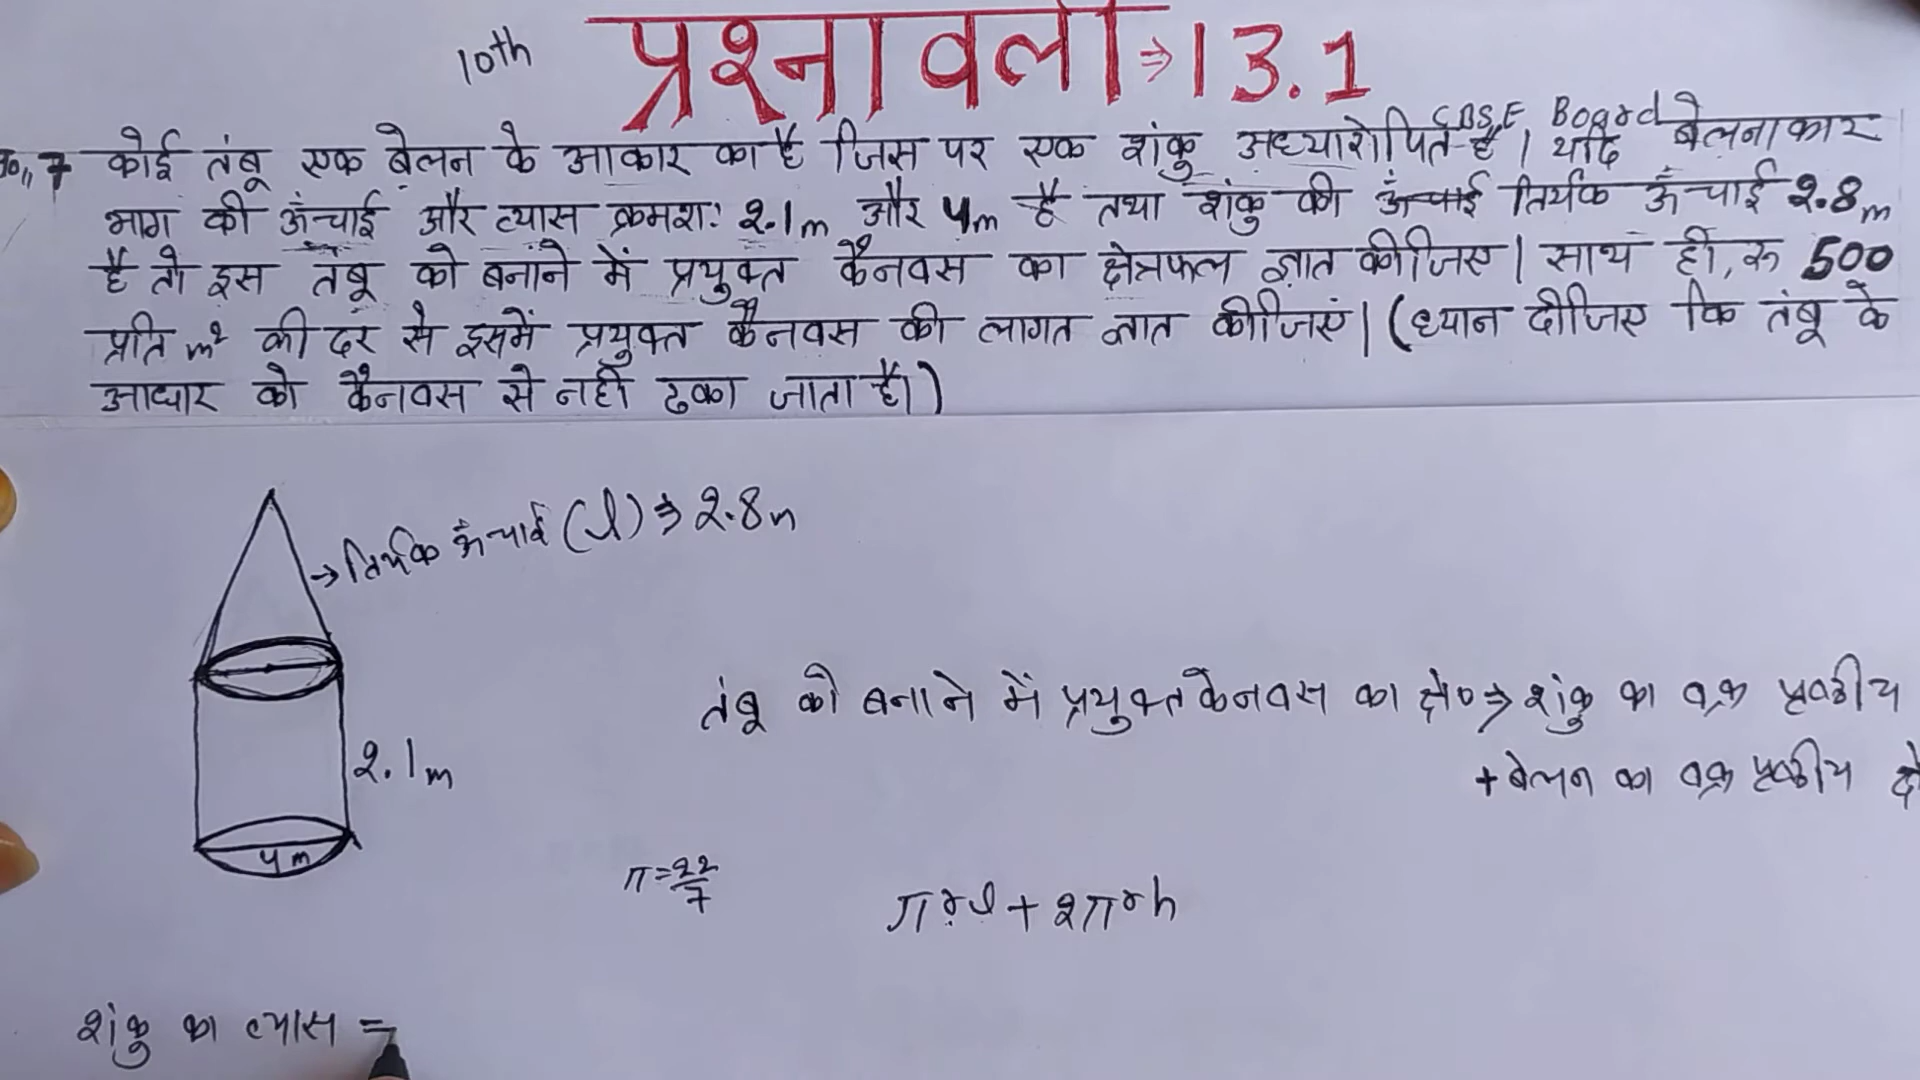 10th प्रश्नावली ⇒ 13.1
CBSE Board
7 कोई तंबू एक बेलन के आकार का है जिस पर एक शंकु अध्यारोपित है। यदि बेलनाकार
भाग की ऊँचाई और व्यास क्रमशः 2.1m और 4m है तथा शंकु की ऊँचाई तिर्यक ऊँचाई 2.8m
है तो इस तंबू को बनाने में प्रयुक्त कैनवस का क्षेत्रफल ज्ञात कीजिए। साथ ही, रू 500
प्रति m² की दर से इसमें प्रयुक्त कैनवस की लागत ज्ञात कीजिएं। (ध्यान दीजिए कि तंबू के
आधार को कैनवस से नहीं ढका जाता है।)
→ तिर्यक ऊँचाई (l) ⇒ 2.8m
तंबू को बनाने में प्रयुक्त कैनवस का क्षे० ⇒ शंकु का वक्र पृष्ठीय
+ बेलन का वक्र पृष्ठीय क्षे
2.1m
4m
π = 22/7
πrl + 2πrh
शंकु का व्यास =